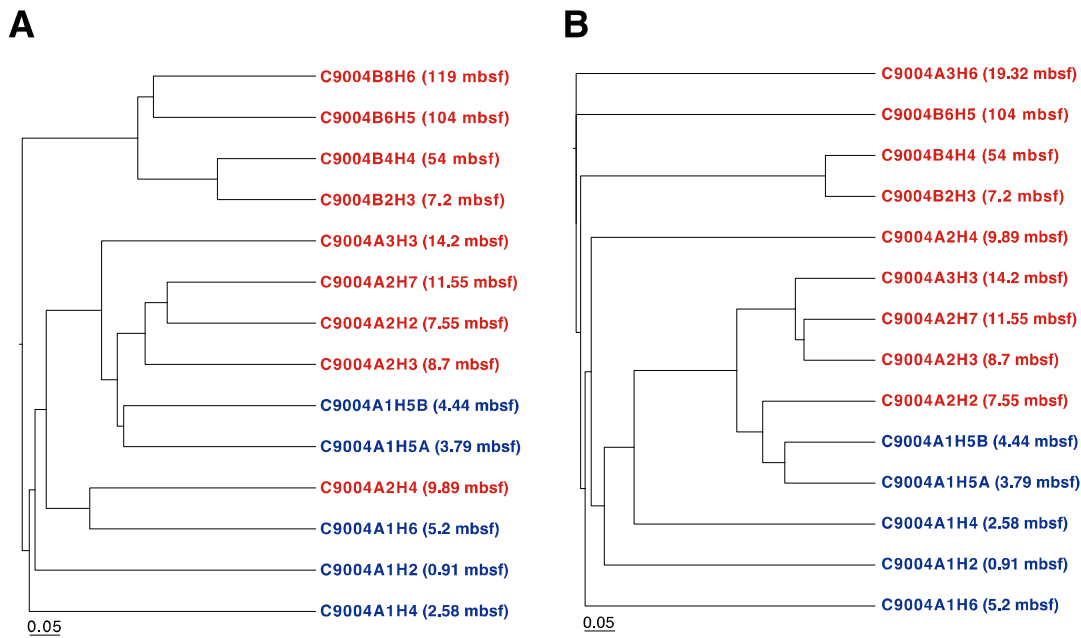 A
C9004B8H6 (119 mbsf)
C9004B6H5 (104 mbsf)
C9004B4H4 (54 mbsf)
C9004B2H3 (7.2 mbsf)
C9004A3H3 (14.2 mbsf)
C9004A2H7 (11.55 mbsf)
C9004A2H2 (7.55 mbsf)
C9004A2H3 (8.7 mbsf)
C9004A1H5B (4.44 mbsf)
C9004A1H5A (3.79 mbsf)
C9004A2H4 (9.89 mbsf)
C9004A1H6 (5.2 mbsf)
C9004A1H2 (0.91 mbsf)
C9004A1H4 (2.58 mbsf)
0.05
B
C9004A3H6 (19.32 mbsf)
C9004B6H5 (104 mbsf)
C9004B4H4 (54 mbsf)
C9004B2H3 (7.2 mbsf)
C9004A2H4 (9.89 mbsf)
C9004A3H3 (14.2 mbsf)
C9004A2H7 (11.55 mbsf)
C9004A2H3 (8.7 mbsf)
C9004A2H2 (7.55 mbsf)
C9004A1H5B (4.44 mbsf)
C9004A1H5A (3.79 mbsf)
C9004A1H4 (2.58 mbsf)
C9004A1H2 (0.91 mbsf)
C9004A1H6 (5.2 mbsf)
0.05